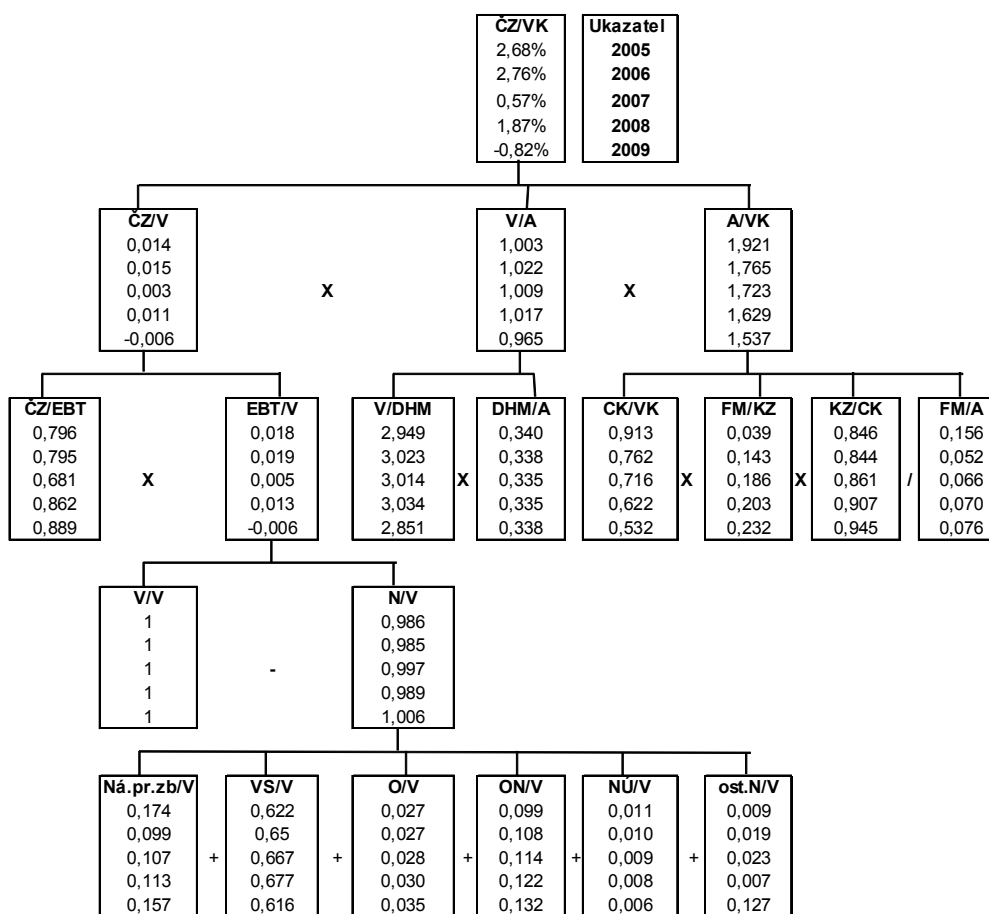 ČZ/VK Ukazatel
2,68% 2005
2,76% 2006
0,57% 2007
1,87% 2008
-0,82% 2009
ČZ/V V/A A/VK
0,014 1,003 1,921
0,015 1,022 1,765
0,003 X 1,009 X 1,723
0,011 1,017 1,629
-0,006 0,965 1,537
ČZ/EBT EBT/V V/DHM DHM/A CK/VK FM/KZ KZ/CK FM/A
0,796 0,018 2,949 0,340 0,913 0,039 0,846 0,156
0,795 0,019 3,023 0,338 0,762 0,143 0,844 0,052
0,681 X 0,005 3,014 X 0,335 0,716 X 0,186 X 0,861 / 0,066
0,862 0,013 3,034 0,335 0,622 0,203 0,907 0,070
0,889 -0,006 2,851 0,338 0,532 0,232 0,945 0,076
V/V N/V
1 0,986
1 0,985
1 - 0,997
1 0,989
1 1,006
Ná.pr.zb/V VS/V O/V ON/V NÚ/V ost.N/V
0,174 0,622 0,027 0,099 0,011 0,009
0,099 0,65 0,027 0,108 0,010 0,019
0,107 + 0,667 + 0,028 + 0,114 + 0,009 + 0,023
0,113 0,677 0,030 0,122 0,008 0,007
0,157 0,616 0,035 0,132 0,006 0,127